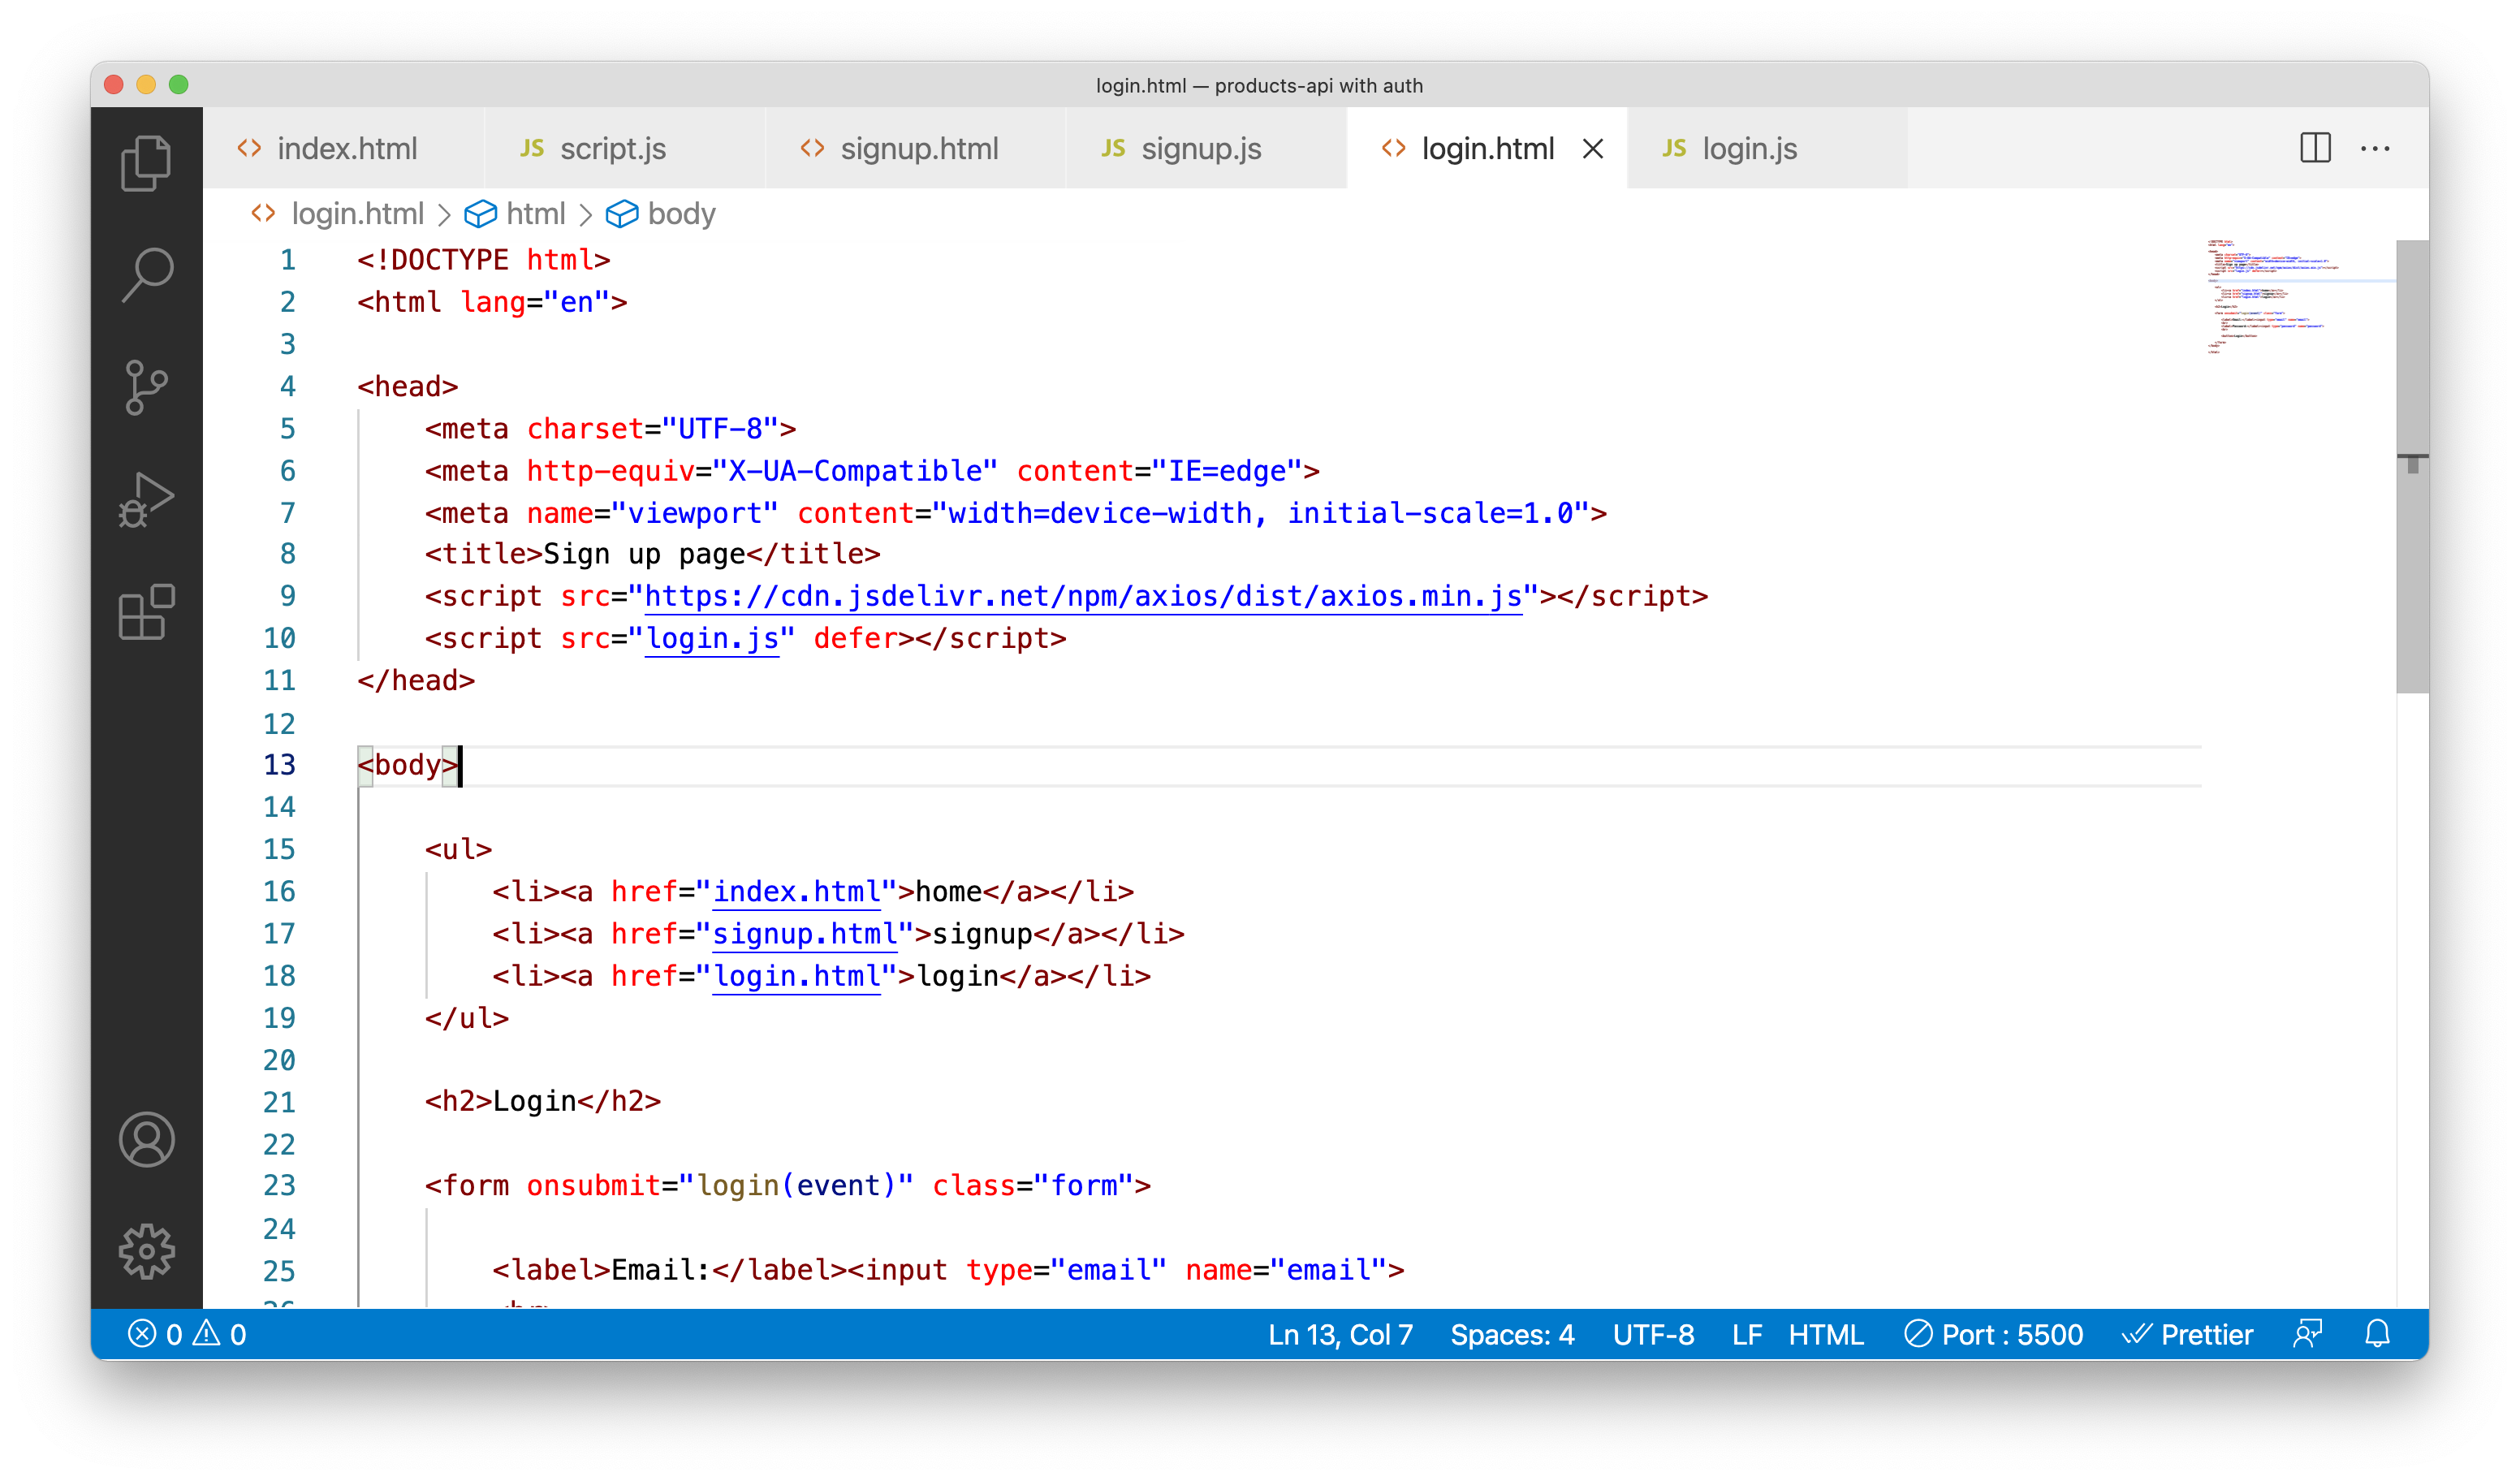 login.html — products-api with auth
index.html JS script.js signup.html JS signup.js login.html JS login.js
login.html > html > body
1 <!DOCTYPE html>
2 <html lang="en">
3
4 <head>
5     <meta charset="UTF-8">
6     <meta http-equiv="X-UA-Compatible" content="IE=edge">
7     <meta name="viewport" content="width=device-width, initial-scale=1.0">
8     <title>Sign up page</title>
9     <script src="https://cdn.jsdelivr.net/npm/axios/dist/axios.min.js"></script>
10     <script src="login.js" defer></script>
11 </head>
12
13 <body>
14
15     <ul>
16         <li><a href="index.html">home</a></li>
17         <li><a href="signup.html">signup</a></li>
18         <li><a href="login.html">login</a></li>
19     </ul>
20
21     <h2>Login</h2>
22
23     <form onsubmit="login(event)" class="form">
24
25         <label>Email:</label><input type="email" name="email">
0 0 Ln 13, Col 7 Spaces: 4 UTF-8 LF HTML Port : 5500 Prettier